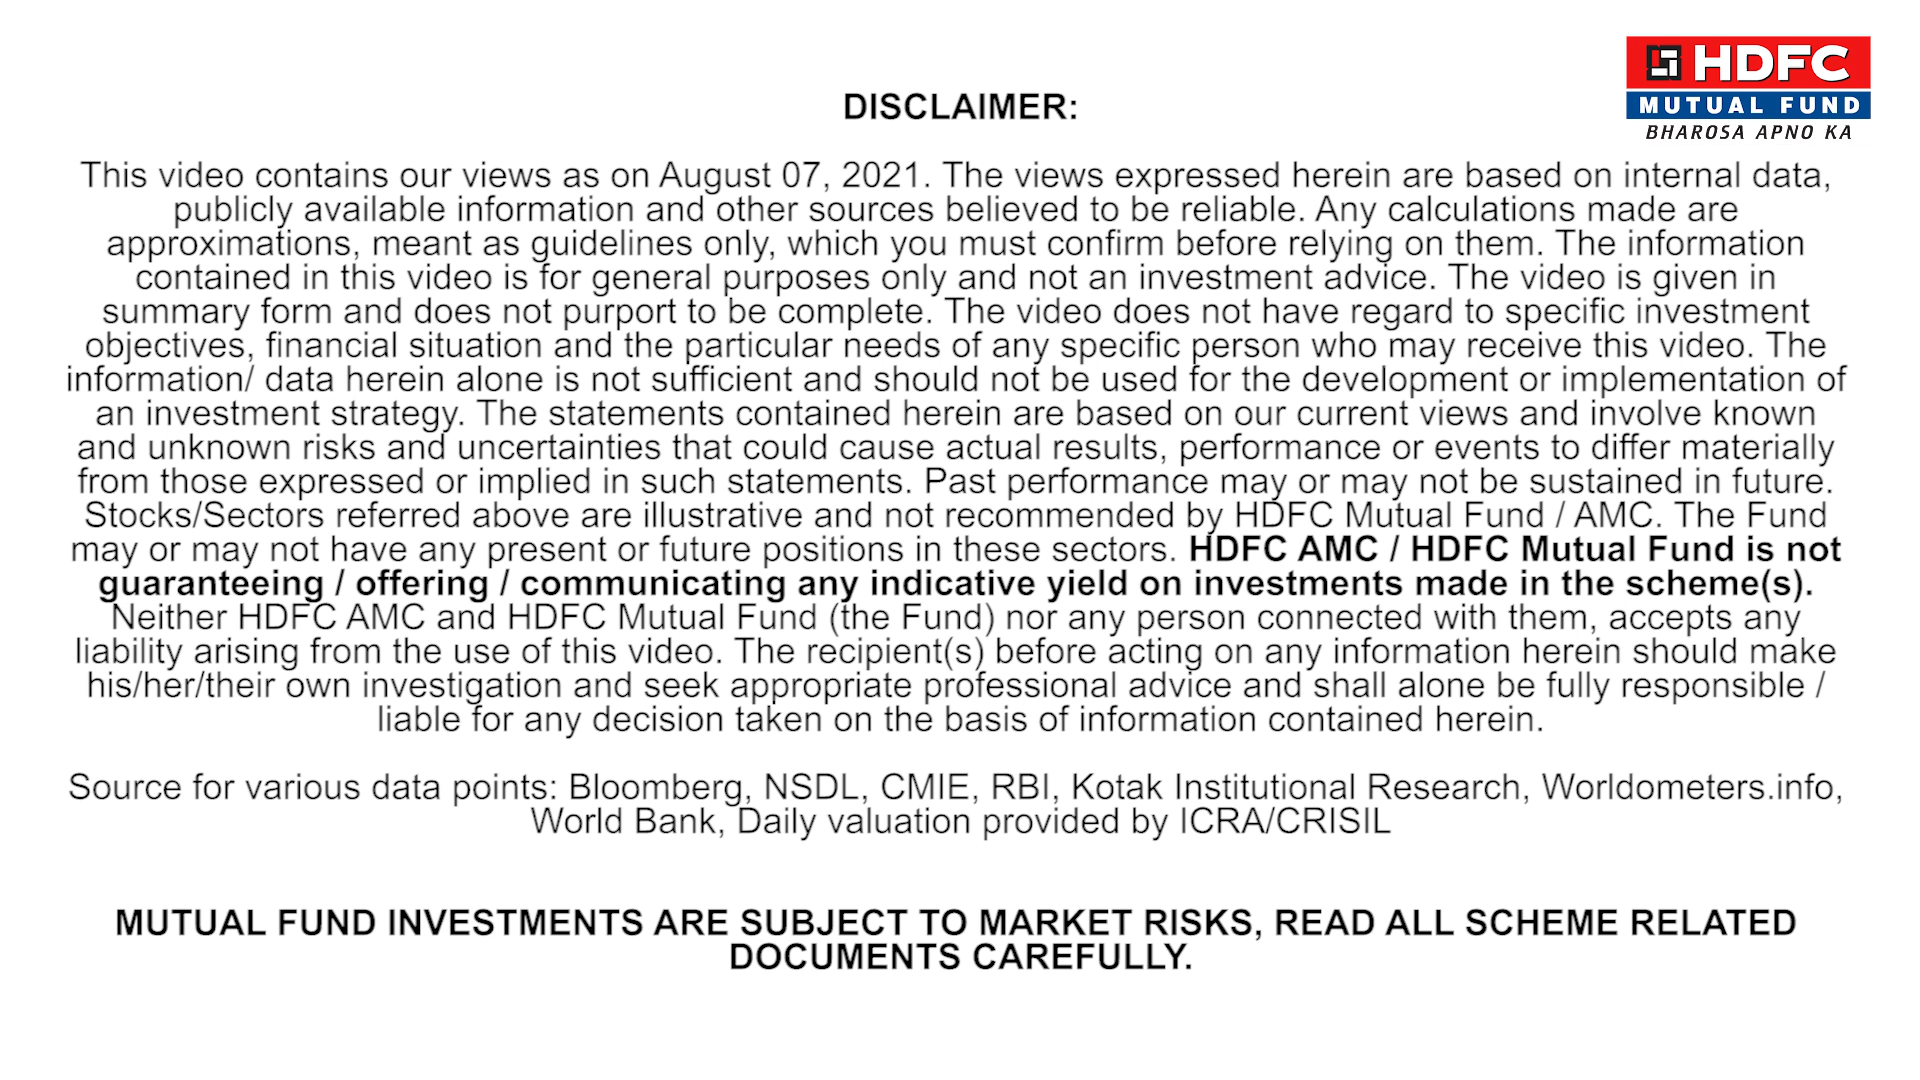 HDFC
MUTUAL FUND
BHAROSA APNO KA
DISCLAIMER:
This video contains our views as on August 07, 2021. The views expressed herein are based on internal data,
publicly available information and other sources believed to be reliable. Any calculations made are
approximations, meant as guidelines only, which you must confirm before relying on them. The information
contained in this video is for general purposes only and not an investment advice. The video is given in
summary form and does not purport to be complete. The video does not have regard to specific investment
objectives, financial situation and the particular needs of any specific person who may receive this video. The
information/ data herein alone is not sufficient and should not be used for the development or implementation of
an investment strategy. The statements contained herein are based on our current views and involve known
and unknown risks and uncertainties that could cause actual results, performance or events to differ materially
from those expressed or implied in such statements. Past performance may or may not be sustained in future.
Stocks/Sectors referred above are illustrative and not recommended by HDFC Mutual Fund / AMC. The Fund
may or may not have any present or future positions in these sectors. HDFC AMC / HDFC Mutual Fund is not
guaranteeing / offering / communicating any indicative yield on investments made in the scheme(s).
Neither HDFC AMC and HDFC Mutual Fund (the Fund) nor any person connected with them, accepts any
liability arising from the use of this video. The recipient(s) before acting on any information herein should make
his/her/their own investigation and seek appropriate professional advice and shall alone be fully responsible /
liable for any decision taken on the basis of information contained herein.
Source for various data points: Bloomberg, NSDL, CMIE, RBI, Kotak Institutional Research, Worldometers.info,
World Bank, Daily valuation provided by ICRA/CRISIL
MUTUAL FUND INVESTMENTS ARE SUBJECT TO MARKET RISKS, READ ALL SCHEME RELATED
DOCUMENTS CAREFULLY.